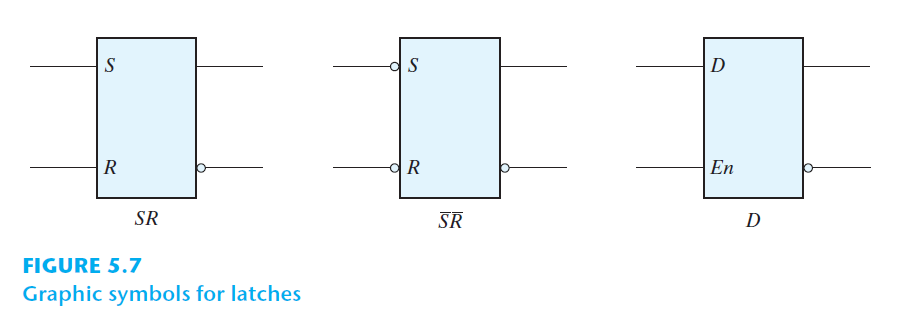 S
R
SR
S
R
S̅R̅
D
En
D
FIGURE 5.7
Graphic symbols for latches